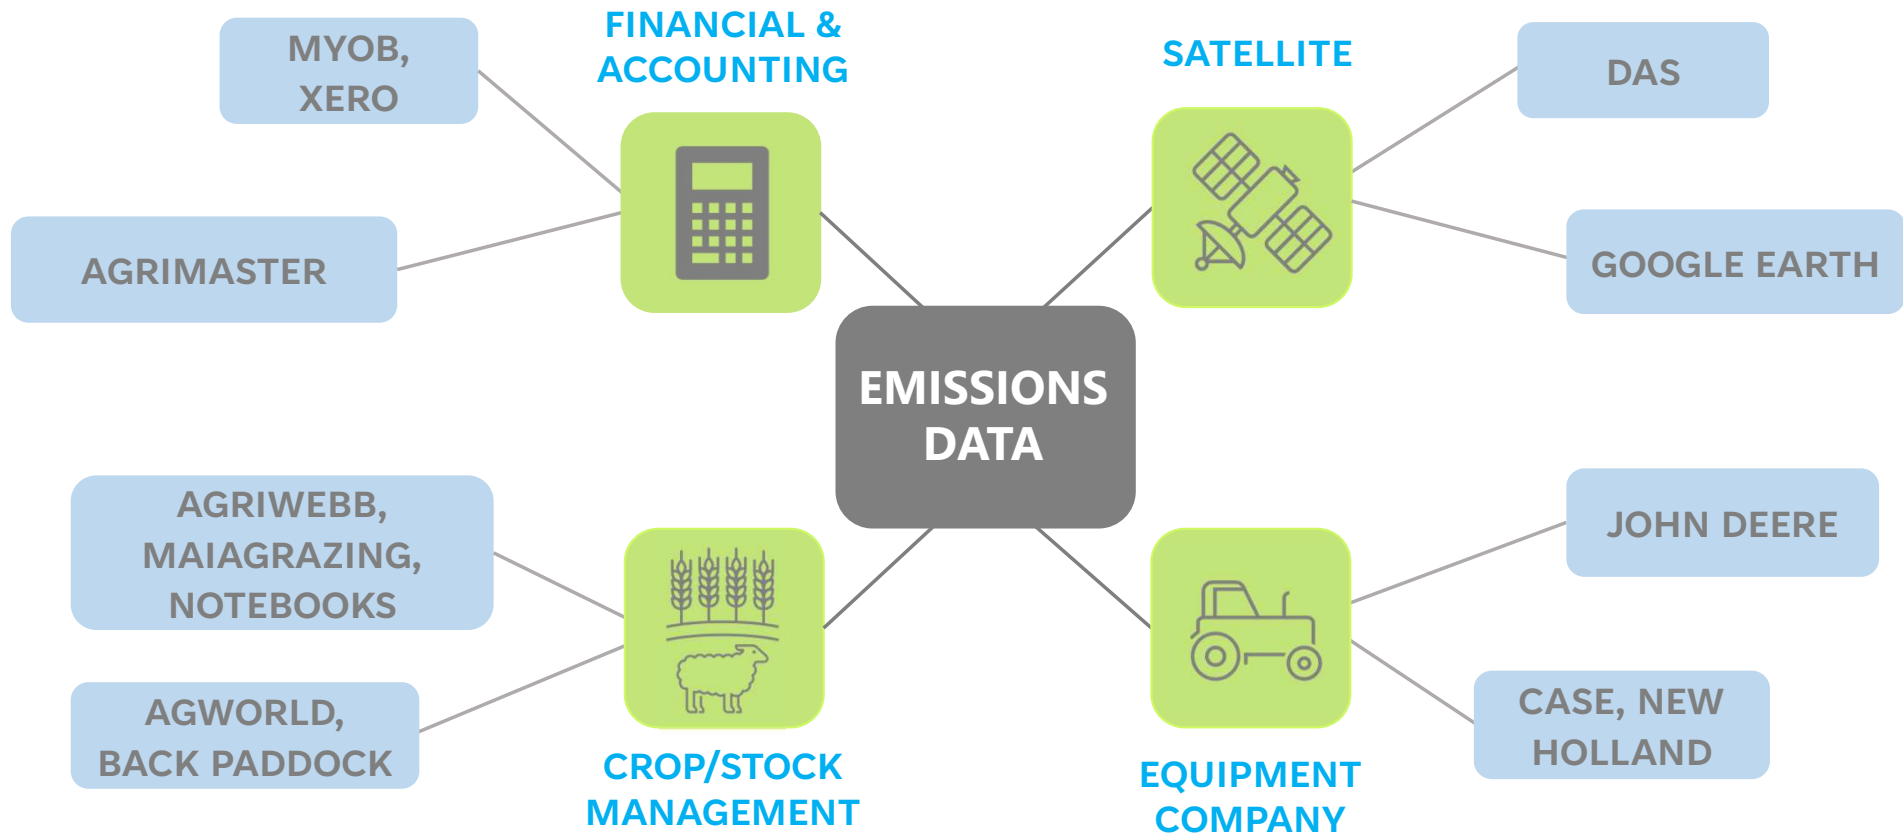 FINANCIAL &
ACCOUNTING
MYOB,
XERO
AGRIMASTER
SATELLITE
DAS
GOOGLE EARTH
EMISSIONS
DATA
AGRIWEBB,
MAIAGRAZING,
NOTEBOOKS
AGWORLD,
BACK PADDOCK
CROP/STOCK
MANAGEMENT
JOHN DEERE
CASE, NEW
HOLLAND
EQUIPMENT
COMPANY